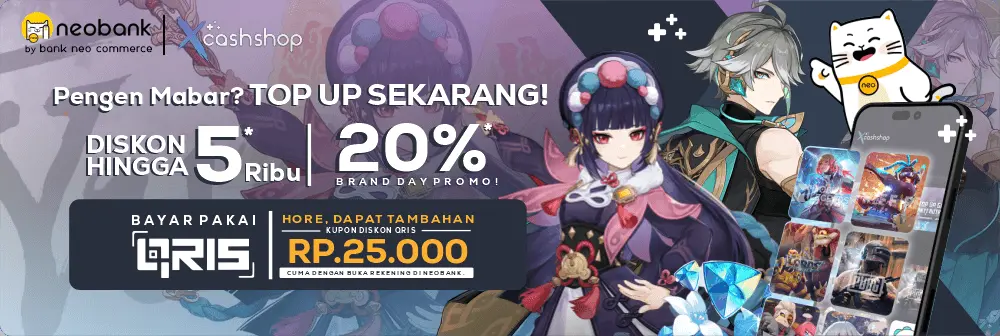 neobank
by bank neo commerce
Xcashshop
Pengen Mabar? TOP UP SEKARANG!
DISKON HINGGA 5* Ribu
20%*
BRAND DAY PROMO!
BAYAR PAKAI
QRIS
HORE, DAPAT TAMBAHAN
KUPON DISKON QRIS
RP.25.000
CUMA DENGAN BUKA REKENING DI NEOBANK.
neo
cashshop
PUBG